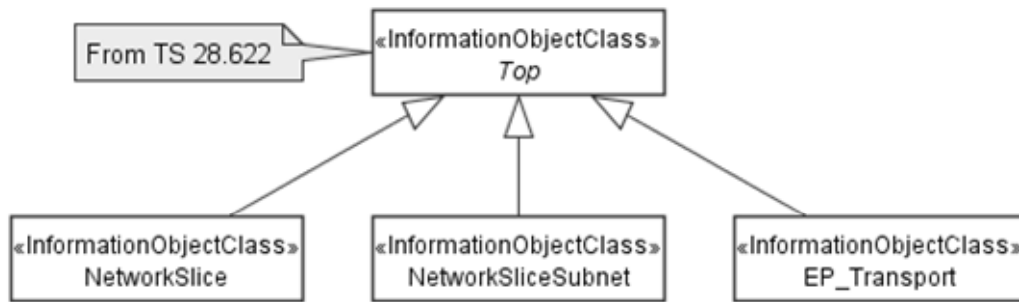 From TS 28.622
«InformationObjectClass»
Top
«InformationObjectClass»
NetworkSlice
«InformationObjectClass»
NetworkSliceSubnet
«InformationObjectClass»
EP_Transport